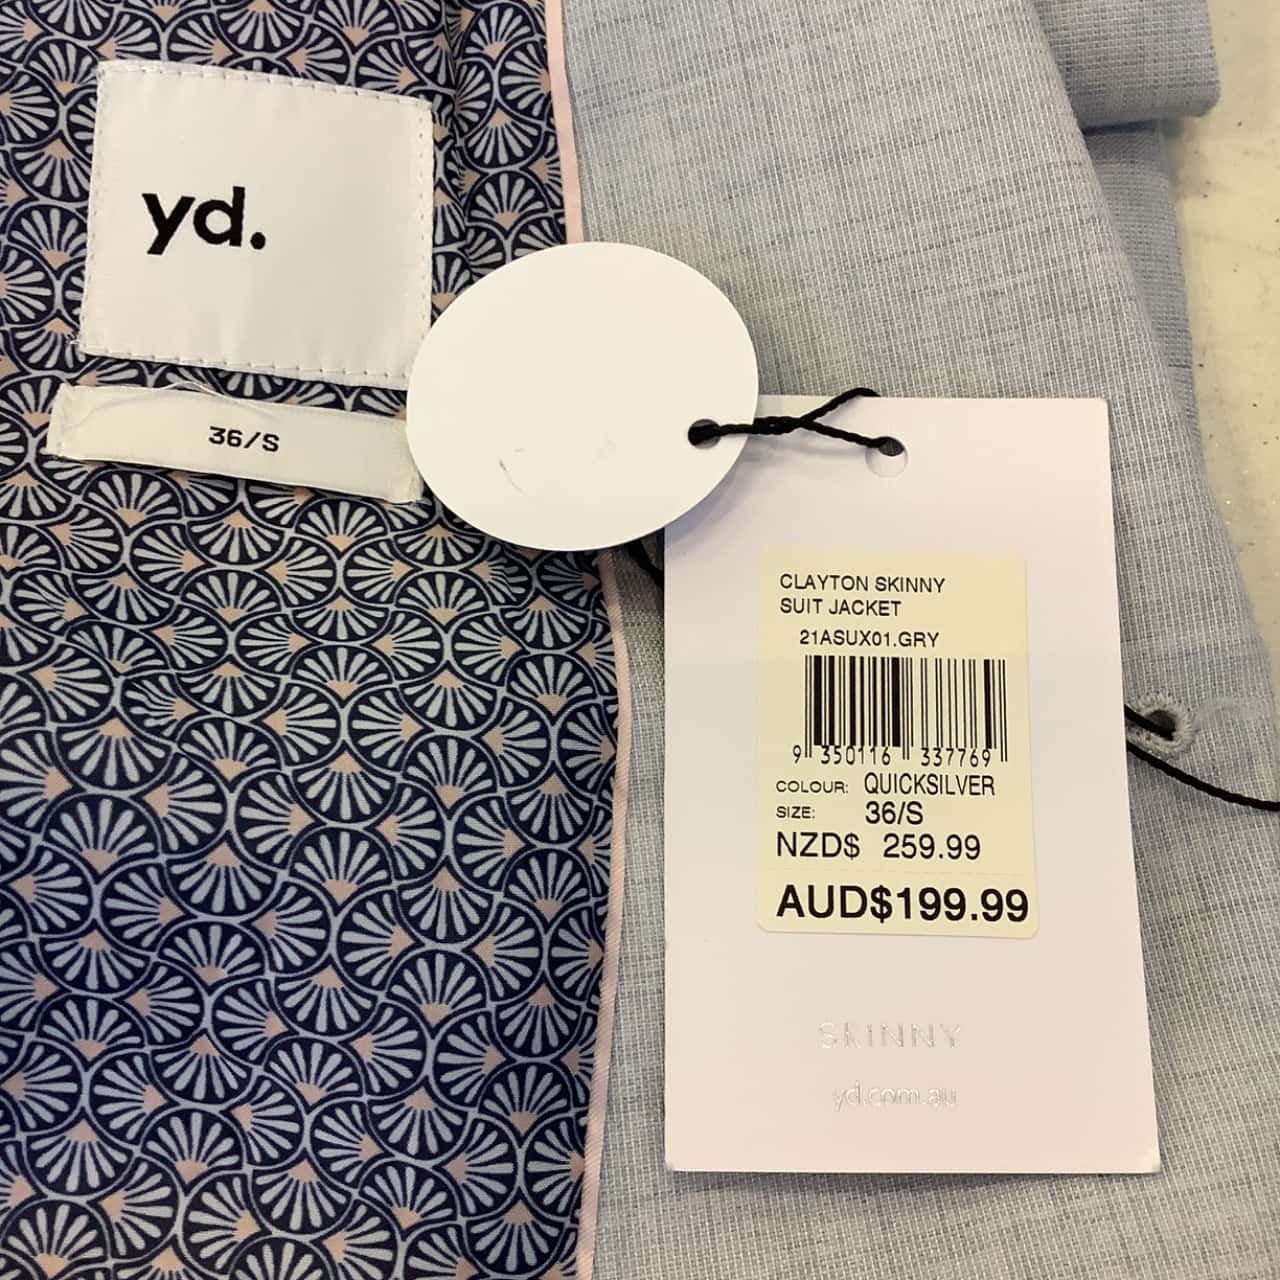 yd.
36/S
CLAYTON SKINNY
SUIT JACKET
21ASUX01.GRY
9 350116 337769
COLOUR: QUICKSILVER
SIZE: 36/S
NZD$ 259.99
AUD$199.99
SKINNY
yd.com.au